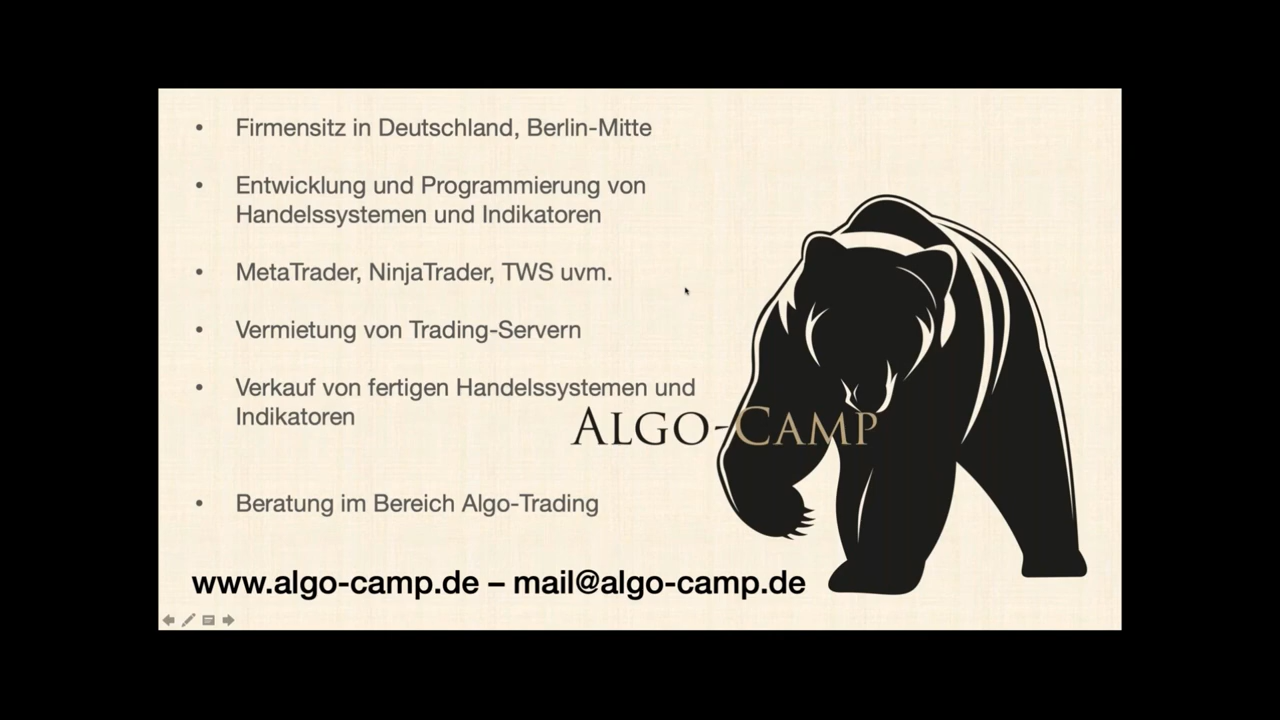 • Firmensitz in Deutschland, Berlin-Mitte
• Entwicklung und Programmierung von
Handelssystemen und Indikatoren
• MetaTrader, NinjaTrader, TWS uvm.
• Vermietung von Trading-Servern
• Verkauf von fertigen Handelssystemen und
Indikatoren
ALGO-CAMP
• Beratung im Bereich Algo-Trading
www.algo-camp.de – mail@algo-camp.de